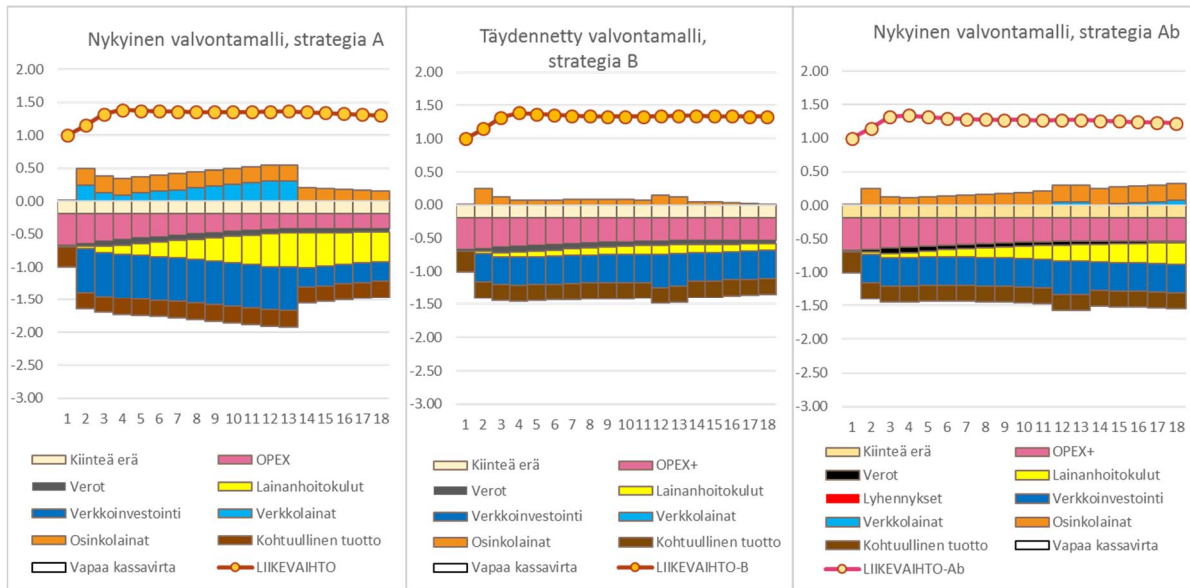 Nykyinen valvontamalli, strategia A
2.00
1.50
1.00
0.50
0.00
-0.50
-1.00
-1.50
-2.00
-2.50
-3.00
1 2 3 4 5 6 7 8 9 10 11 12 13 14 15 16 17 18
Kiinteä erä OPEX
Verot Lainanhoitokulut
Verkkoinvestointi Verkkolainat
Osinkolainat Kohtuullinen tuotto
Vapaa kassavirta LIIKEVAIHTO
Täydennetty valvontamalli,
strategia B
2.00
1.50
1.00
0.50
0.00
-0.50
-1.00
-1.50
-2.00
-2.50
-3.00
1 2 3 4 5 6 7 8 9 10 11 12 13 14 15 16 17 18
Kiinteä erä OPEX+
Verot Lainanhoitokulut
Verkkoinvestointi Verkkolainat
Osinkolainat Kohtuullinen tuotto
Vapaa kassavirta LIIKEVAIHTO-B
Nykyinen valvontamalli, strategia Ab
2.00
1.50
1.00
0.50
0.00
-0.50
-1.00
-1.50
-2.00
-2.50
-3.00
1 2 3 4 5 6 7 8 9 10 11 12 13 14 15 16 17 18
Kiinteä erä OPEX+
Verot Lainanhoitokulut
Lyhennykset Verkkoinvestointi
Verkkolainat Osinkolainat
Kohtuullinen tuotto Vapaa kassavirta
LIIKEVAIHTO-Ab